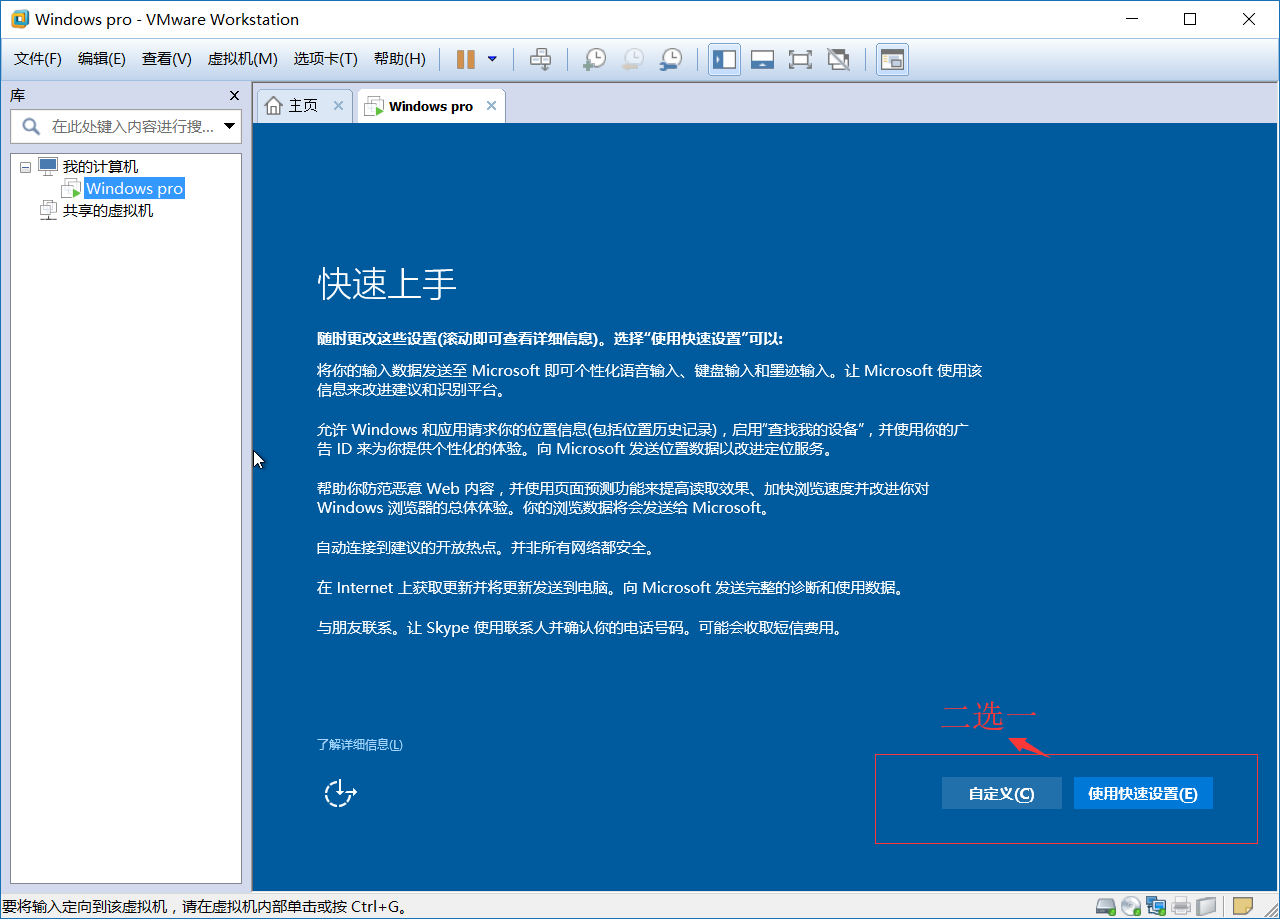 Windows pro - VMware Workstation
文件(F) 编辑(E) 查看(V) 虚拟机(M) 选项卡(T) 帮助(H)
库
在此处键入内容进行搜...
我的计算机
Windows pro
共享的虚拟机
主页
Windows pro
快速上手
随时更改这些设置(滚动即可查看详细信息)。选择“使用快速设置”可以:
将你的输入数据发送至 Microsoft 即可个性化语音输入、键盘输入和墨迹输入。让 Microsoft 使用该
信息来改进建议和识别平台。
允许 Windows 和应用请求你的位置信息(包括位置历史记录)，启用“查找我的设备”，并使用你的广
告 ID 来为你提供个性化的体验。向 Microsoft 发送位置数据以改进定位服务。
帮助你防范恶意 Web 内容，并使用页面预测功能来提高读取效果、加快浏览速度并改进你对
Windows 浏览器的总体体验。你的浏览数据将会发送给 Microsoft。
自动连接到建议的开放热点。并非所有网络都安全。
在 Internet 上获取更新并将更新发送到电脑。向 Microsoft 发送完整的诊断和使用数据。
与朋友联系。让 Skype 使用联系人并确认你的电话号码。可能会收取短信费用。
二选一
了解详细信息(L)
自定义(C)
使用快速设置(E)
要将输入定向到该虚拟机，请在虚拟机内部单击或按 Ctrl+G。